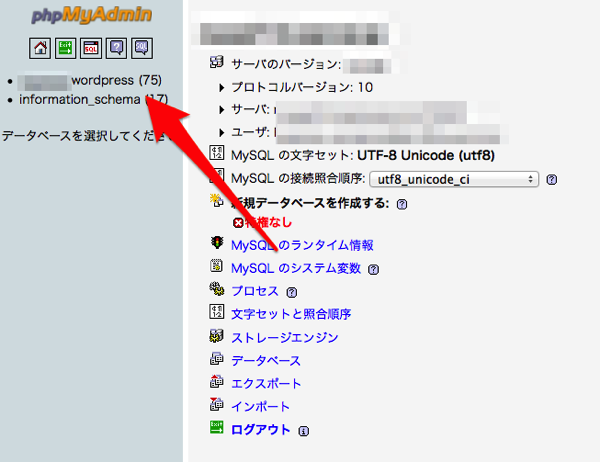 phpMyAdmin
Exit
SQL
?
SQL
wordpress (75)
information_schema (17)
データベースを選択してくださ
サーバのバージョン:
プロトコルバージョン: 10
サーバ:
ユーザ:
MySQL の文字セット: UTF-8 Unicode (utf8)
MySQL の接続照合順序: utf8_unicode_ci
新規データベースを作成する:
特権なし
MySQL のランタイム情報
MySQL のシステム変数
プロセス
文字セットと照合順序
ストレージエンジン
データベース
エクスポート
インポート
ログアウト